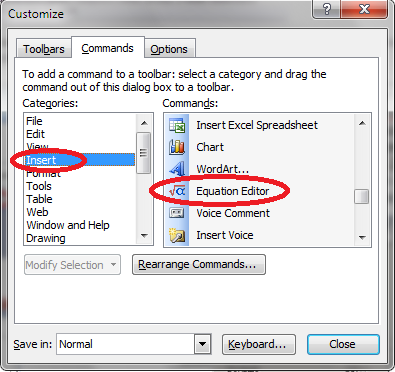 Customize
Toolbars Commands Options
To add a command to a toolbar: select a category and drag the
command out of this dialog box to a toolbar.
Categories: Commands:
File
Edit
View
Insert
Format
Tools
Table
Web
Window and Help
Drawing
Insert Excel Spreadsheet
Chart
WordArt...
Equation Editor
Voice Comment
Insert Voice
Modify Selection Rearrange Commands...
Save in: Normal Keyboard... Close